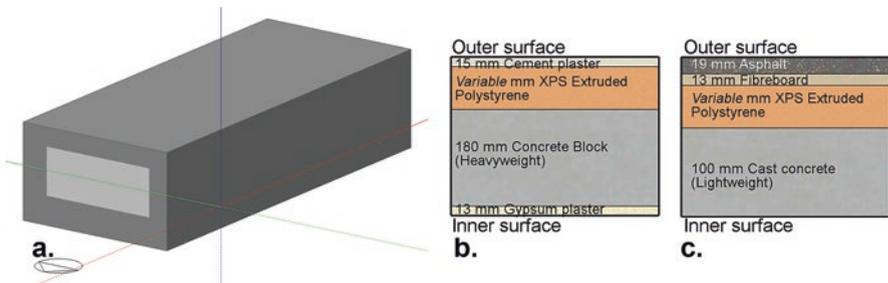 a.
Outer surface
15 mm Cement plaster
Variable mm XPS Extruded
Polystyrene
180 mm Concrete Block
(Heavyweight)
13 mm Gypsum plaster
Inner surface
b.
Outer surface
19 mm Asphalt
13 mm Fibreboard
Variable mm XPS Extruded
Polystyrene
100 mm Cast concrete
(Lightweight)
Inner surface
c.